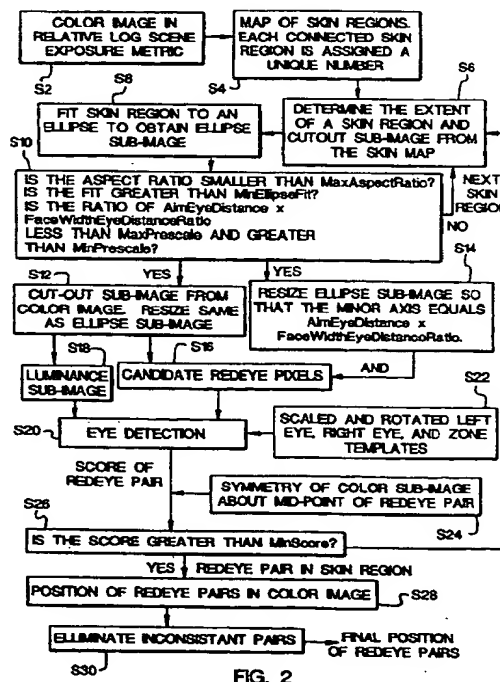 COLOR IMAGE IN
RELATIVE LOG SCENE
EXPOSURE METRIC
S2
MAP OF SKIN REGIONS.
EACH CONNECTED SKIN
REGION IS ASSIGNED A
UNIQUE NUMBER
S4
S6
S8
FIT SKIN REGION TO AN
ELLIPSE TO OBTAIN ELLIPSE
SUB-IMAGE
DETERMINE THE EXTENT
OF A SKIN REGION AND
CUTOUT SUB-IMAGE FROM
THE SKIN MAP
S10
IS THE ASPECT RATIO SMALLER THAN MaxAspectRatio?
IS THE FIT GREATER THAN MinEllipseFit?
IS THE RATIO OF AimEyeDistance x
FaceWidthEyeDistanceRatio
LESS THAN MaxPrescale AND GREATER
THAN MinPrescale?
NEXT
SKIN
REGION
NO
S14
S12
YES
YES
CUT-OUT SUB-IMAGE FROM
COLOR IMAGE. RESIZE SAME
AS ELLIPSE SUB-IMAGE
RESIZE ELLIPSE SUB-IMAGE SO
THAT THE MINOR AXIS EQUALS
AimEyeDistance x
FaceWidthEyeDistanceRatio.
S18
S16
LUMINANCE
SUB-IMAGE
CANDIDATE REDEYE PIXELS
AND
S22
S20
EYE DETECTION
SCALED AND ROTATED LEFT
EYE, RIGHT EYE, AND ZONE
TEMPLATES
SCORE OF
REDEYE PAIR
SYMMETRY OF COLOR SUB-IMAGE
ABOUT MID-POINT OF REDEYE PAIR
S24
S26
IS THE SCORE GREATER THAN MinScore?
YES
REDEYE PAIR IN SKIN REGION
POSITION OF REDEYE PAIRS IN COLOR IMAGE
S28
ELLIMINATE INCONSISTANT PAIRS
FINAL POSITION
OF REDEYE PAIRS
S30
FIG. 2